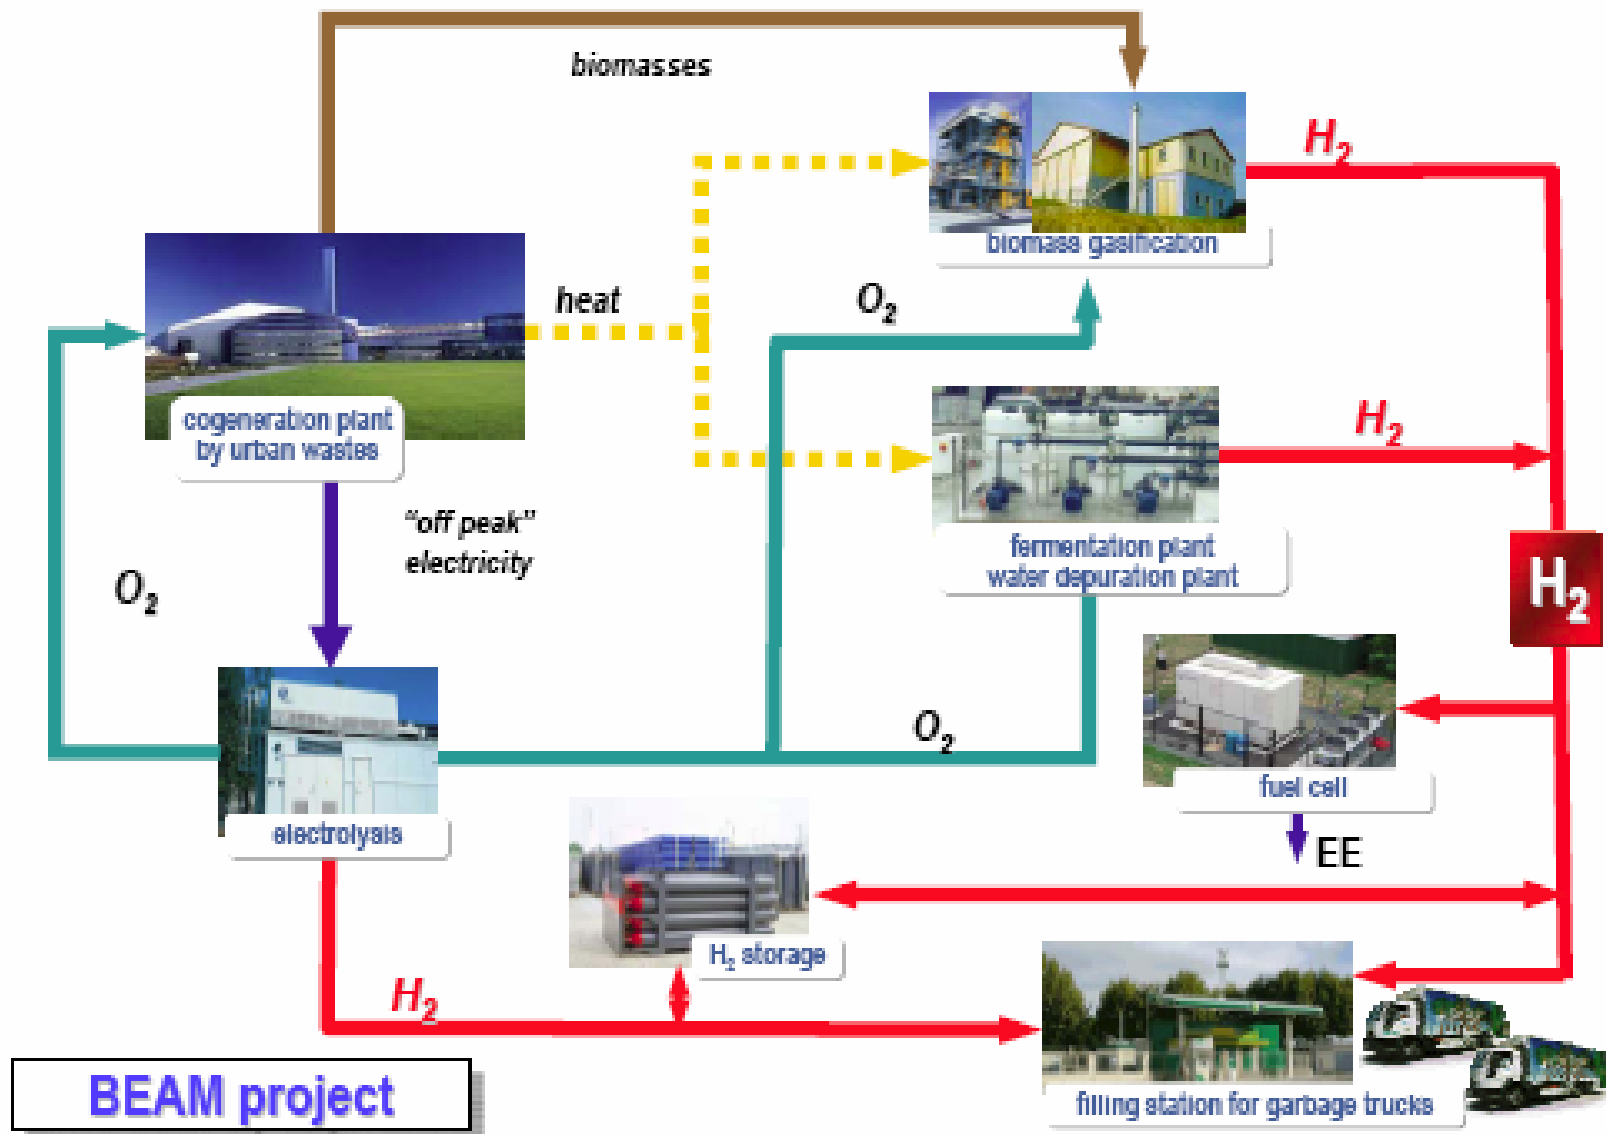 biomasses
H₂
biomass gasification
heat
O₂
cogeneration plant
by urban wastes
H₂
"off peak"
electricity
fermentation plant
water depuration plant
O₂
H₂
O₂
fuel cell
electrolysis
EE
H₂ storage
H₂
BEAM project
filling station for garbage trucks